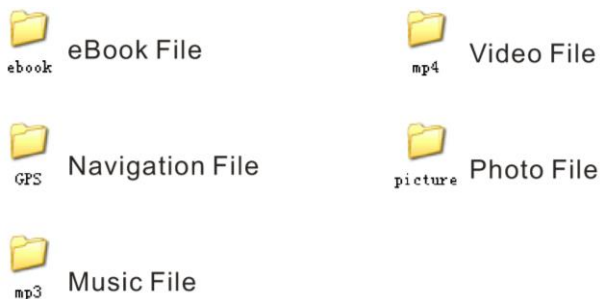 eBook File
ebook
Video File
mp4
Navigation File
GPS
Photo File
picture
Music File
mp3